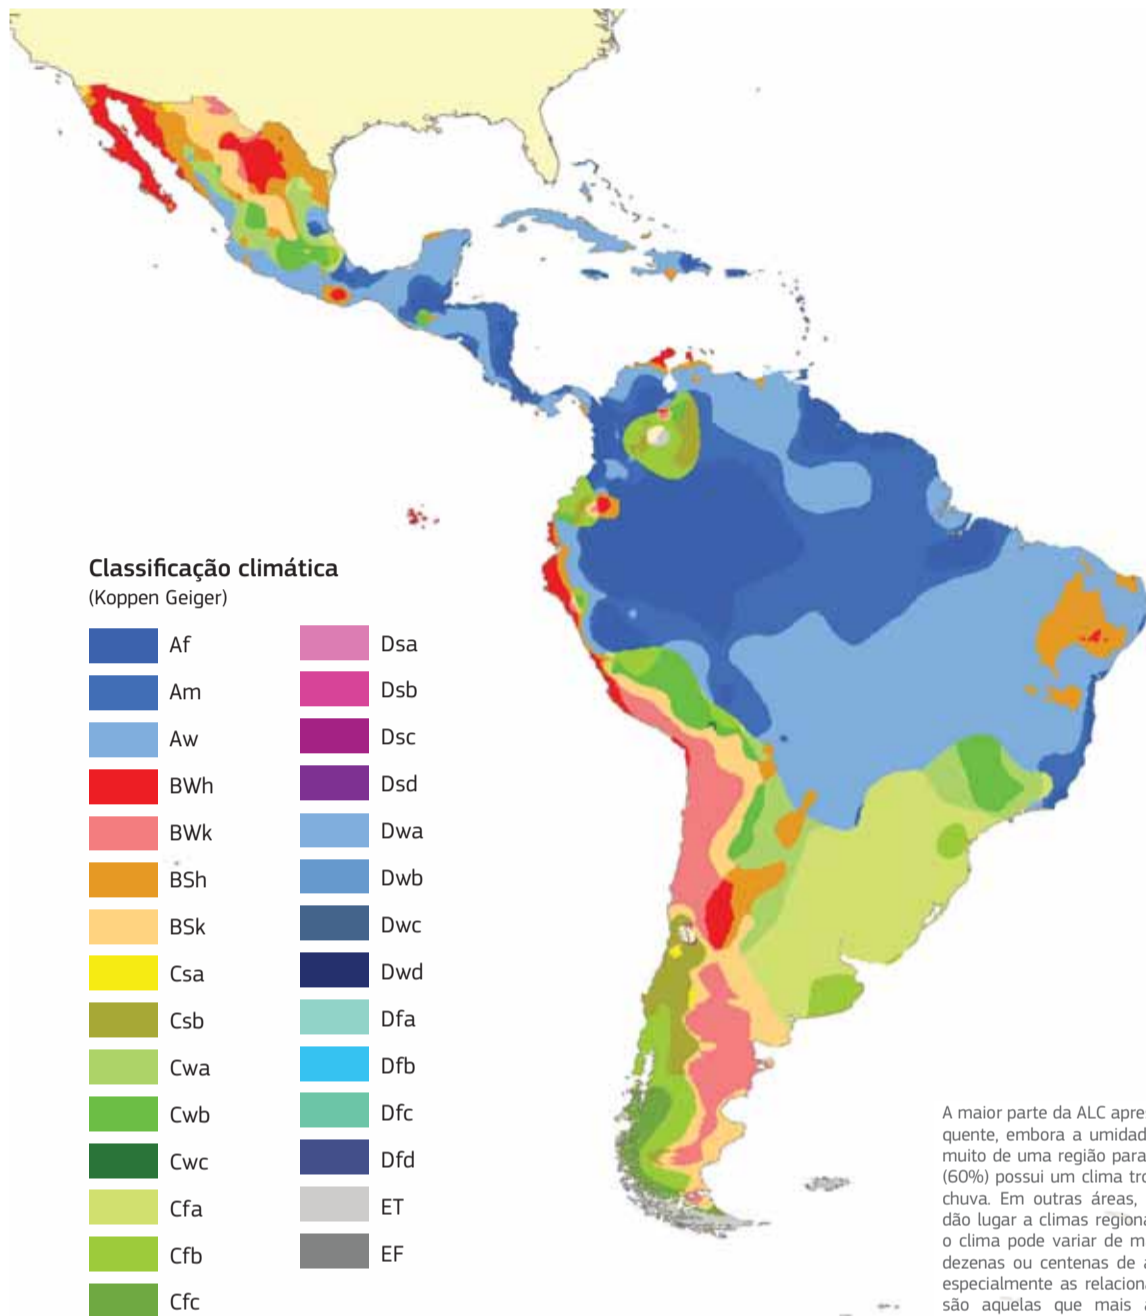 Classificação climática
(Koppen Geiger)
Af
Am
Aw
BWh
BWk
BSh
BSk
Csa
Csb
Cwa
Cwb
Cwc
Cfa
Cfb
Cfc
Dsa
Dsb
Dsc
Dsd
Dwa
Dwb
Dwc
Dwd
Dfa
Dfb
Dfc
Dfd
ET
EF
A maior parte da ALC apre
quente, embora a umidad
muito de uma região para
(60%) possui um clima tro
chuva. Em outras áreas,
dão lugar a climas regiona
o clima pode variar de m
dezenas ou centenas de a
especialmente as relaciona
são aquelas que mais